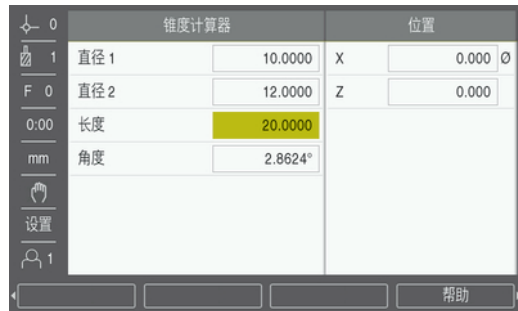 0 锥度计算器 位置
1 直径 1 10.0000 X 0.000 Ø
F 0 直径 2 12.0000 Z 0.000
0:00 长度 20.0000
mm 角度 2.8624°
设置
1
帮助